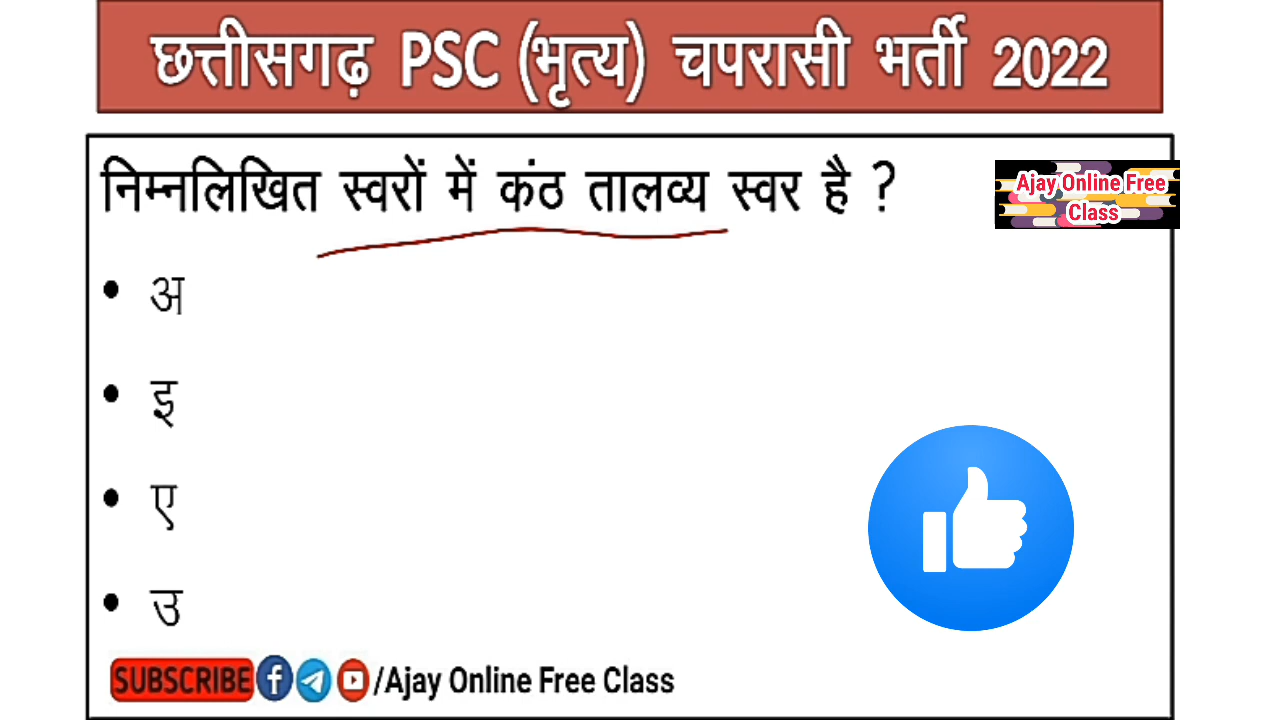 छत्तीसगढ़ PSC (भृत्य) चपरासी भर्ती 2022
निम्नलिखित स्वरों में कंठ तालव्य स्वर है ?
Ajay Online Free
Class
• अ
• इ
• ए
• उ
SUBSCRIBE /Ajay Online Free Class